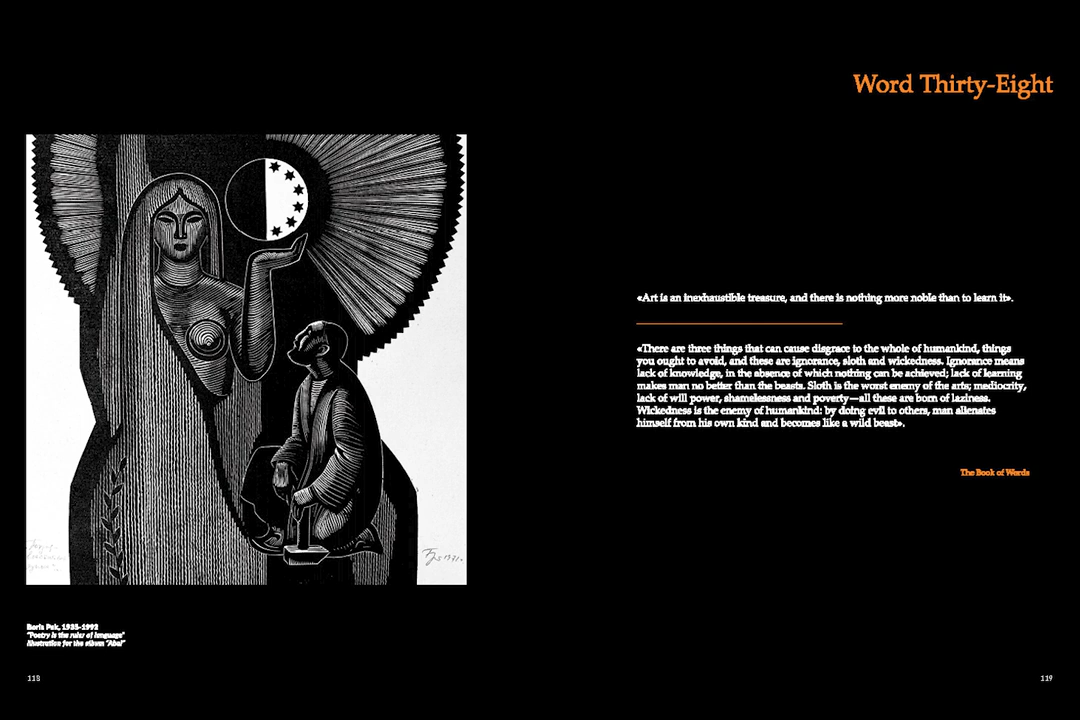 Word Thirty-Eight
«Art is an inexhaustible treasure, and there is nothing more noble than to learn it».
«There are three things that can cause disgrace to the whole of humankind, things
you ought to avoid, and these are ignorance, sloth and wickedness. Ignorance means
lack of knowledge, in the absence of which nothing can be achieved; lack of learning
makes man no better than the beasts. Sloth is the worst enemy of the arts; mediocrity,
lack of will power, shamelessness and poverty—all these are born of laziness.
Wickedness is the enemy of humankind: by doing evil to others, man alienates
himself from his own kind and becomes like a wild beast».
The Book of Words
Boris Pak, 1935-1992
"Poetry is the ruler of language"
Illustration for the album "Abai"
118
119